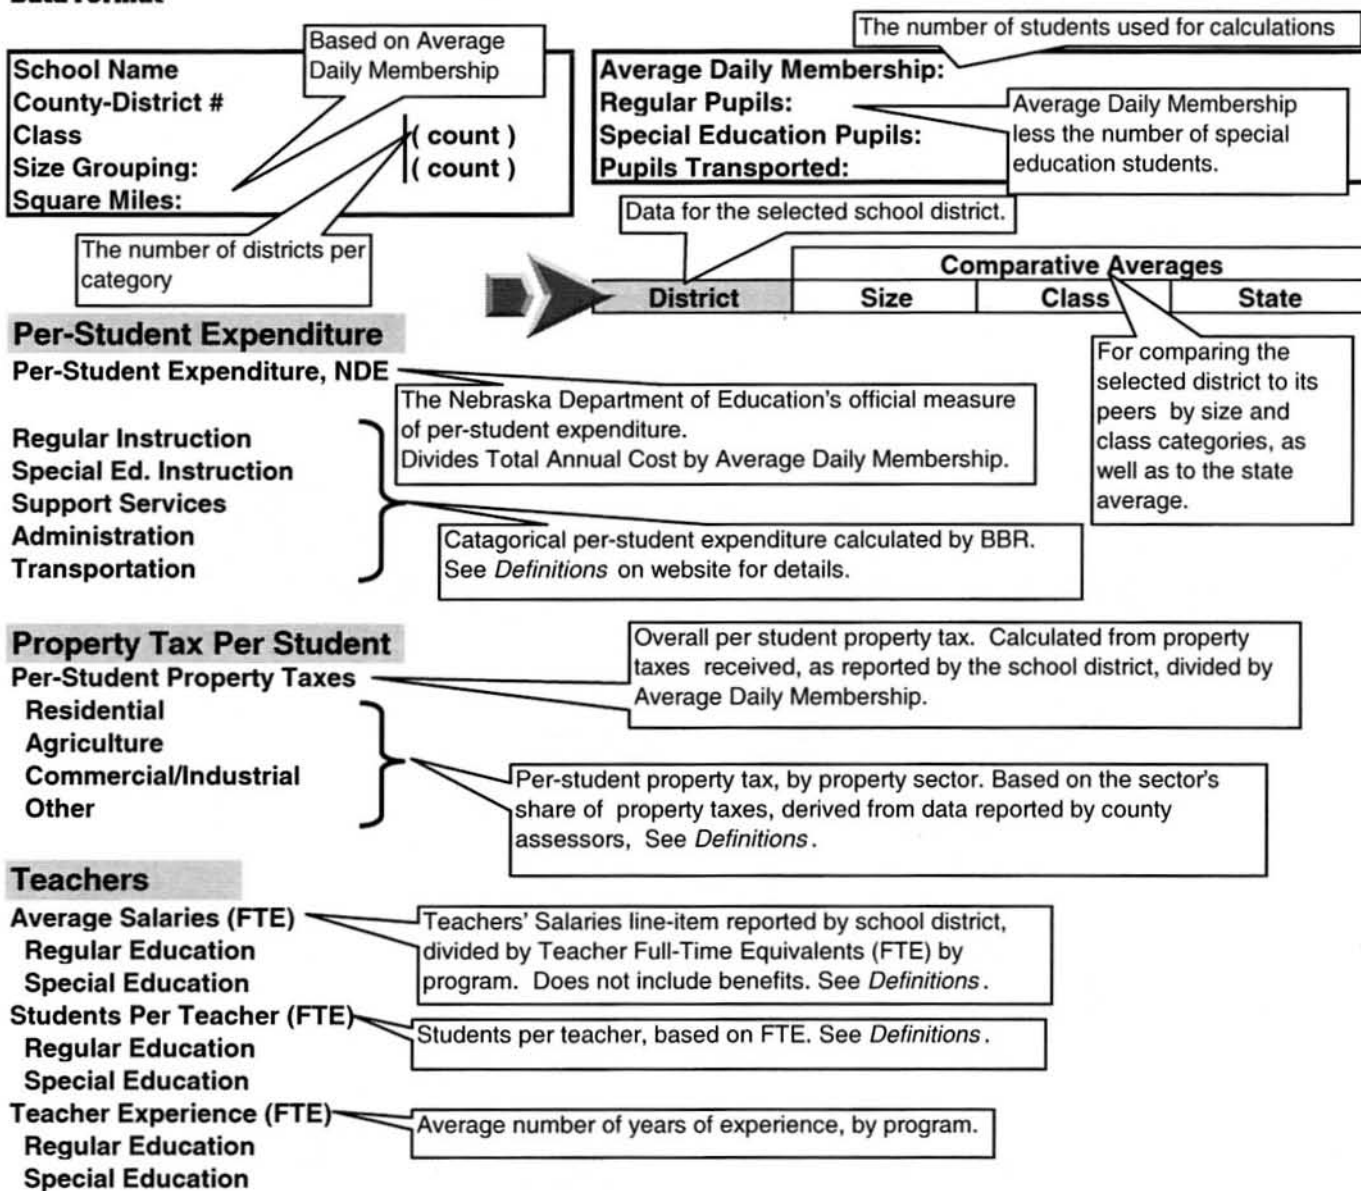 Data Format
The number of students used for calculations
Based on Average
Daily Membership
School Name
County-District #
Class ( count )
Size Grouping: ( count )
Square Miles:
Average Daily Membership:
Regular Pupils:
Special Education Pupils:
Pupils Transported:
Average Daily Membership
less the number of special
education students.
The number of districts per
category
Data for the selected school district.
Comparative Averages
District Size Class State
For comparing the
selected district to its
peers by size and
class categories, as
well as to the state
average.
Per-Student Expenditure
Per-Student Expenditure, NDE
The Nebraska Department of Education's official measure
of per-student expenditure.
Divides Total Annual Cost by Average Daily Membership.
Regular Instruction
Special Ed. Instruction
Support Services
Administration
Transportation
Catagorical per-student expenditure calculated by BBR.
See Definitions on website for details.
Property Tax Per Student
Per-Student Property Taxes
Overall per student property tax. Calculated from property
taxes received, as reported by the school district, divided by
Average Daily Membership.
Residential
Agriculture
Commercial/Industrial
Other
Per-student property tax, by property sector. Based on the sector's
share of property taxes, derived from data reported by county
assessors, See Definitions.
Teachers
Average Salaries (FTE)
Regular Education
Special Education
Teachers' Salaries line-item reported by school district,
divided by Teacher Full-Time Equivalents (FTE) by
program. Does not include benefits. See Definitions.
Students Per Teacher (FTE)
Regular Education
Special Education
Students per teacher, based on FTE. See Definitions.
Teacher Experience (FTE)
Regular Education
Special Education
Average number of years of experience, by program.